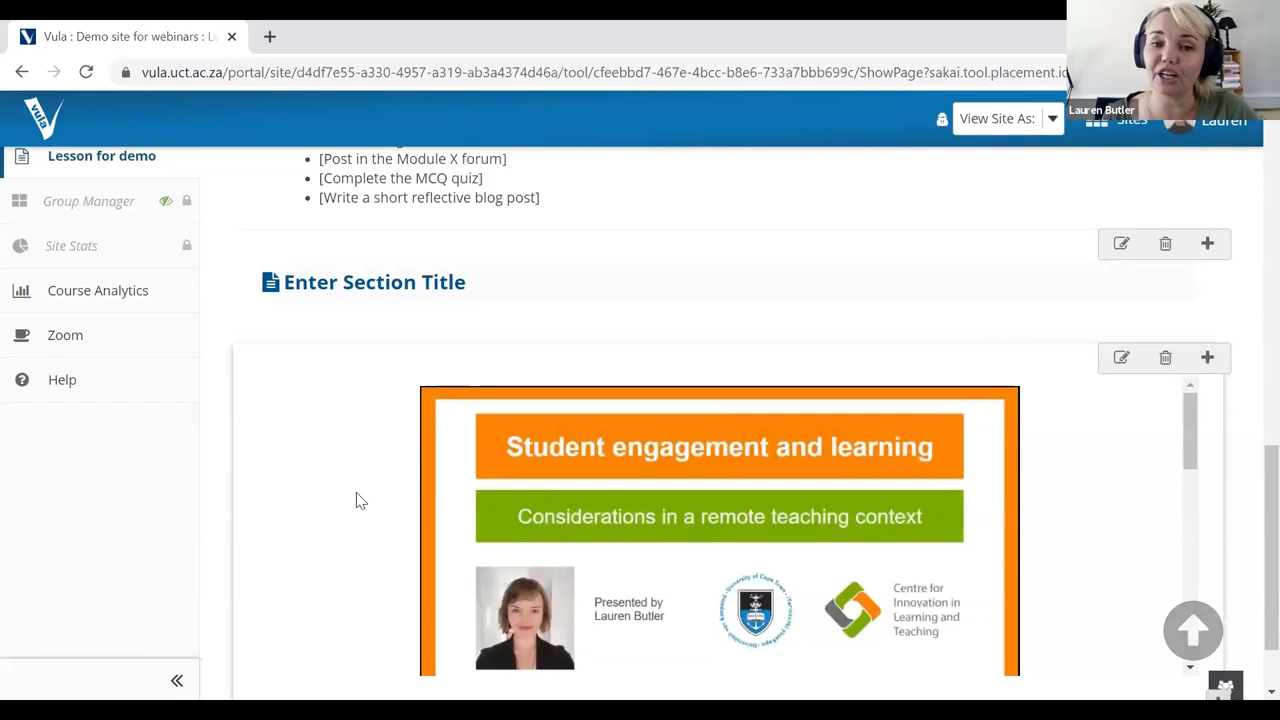 Vula : Demo site for webinars : Le
vula.uct.ac.za/portal/site/d4df7e55-a330-4957-a319-ab3a4374d46a/tool/cfeebbd7-467e-4bcc-b8e6-733a7bbb699c/ShowPage?sakai.tool.placement.id
Lauren Butler
vula
View Site As:
Sites
Lauren
Lesson for demo
[Post in the Module X forum]
[Complete the MCQ quiz]
[Write a short reflective blog post]
Group Manager
Site Stats
Course Analytics
Zoom
Help
Enter Section Title
Student engagement and learning
Considerations in a remote teaching context
Presented by
Lauren Butler
Centre for
Innovation in
Learning and
Teaching